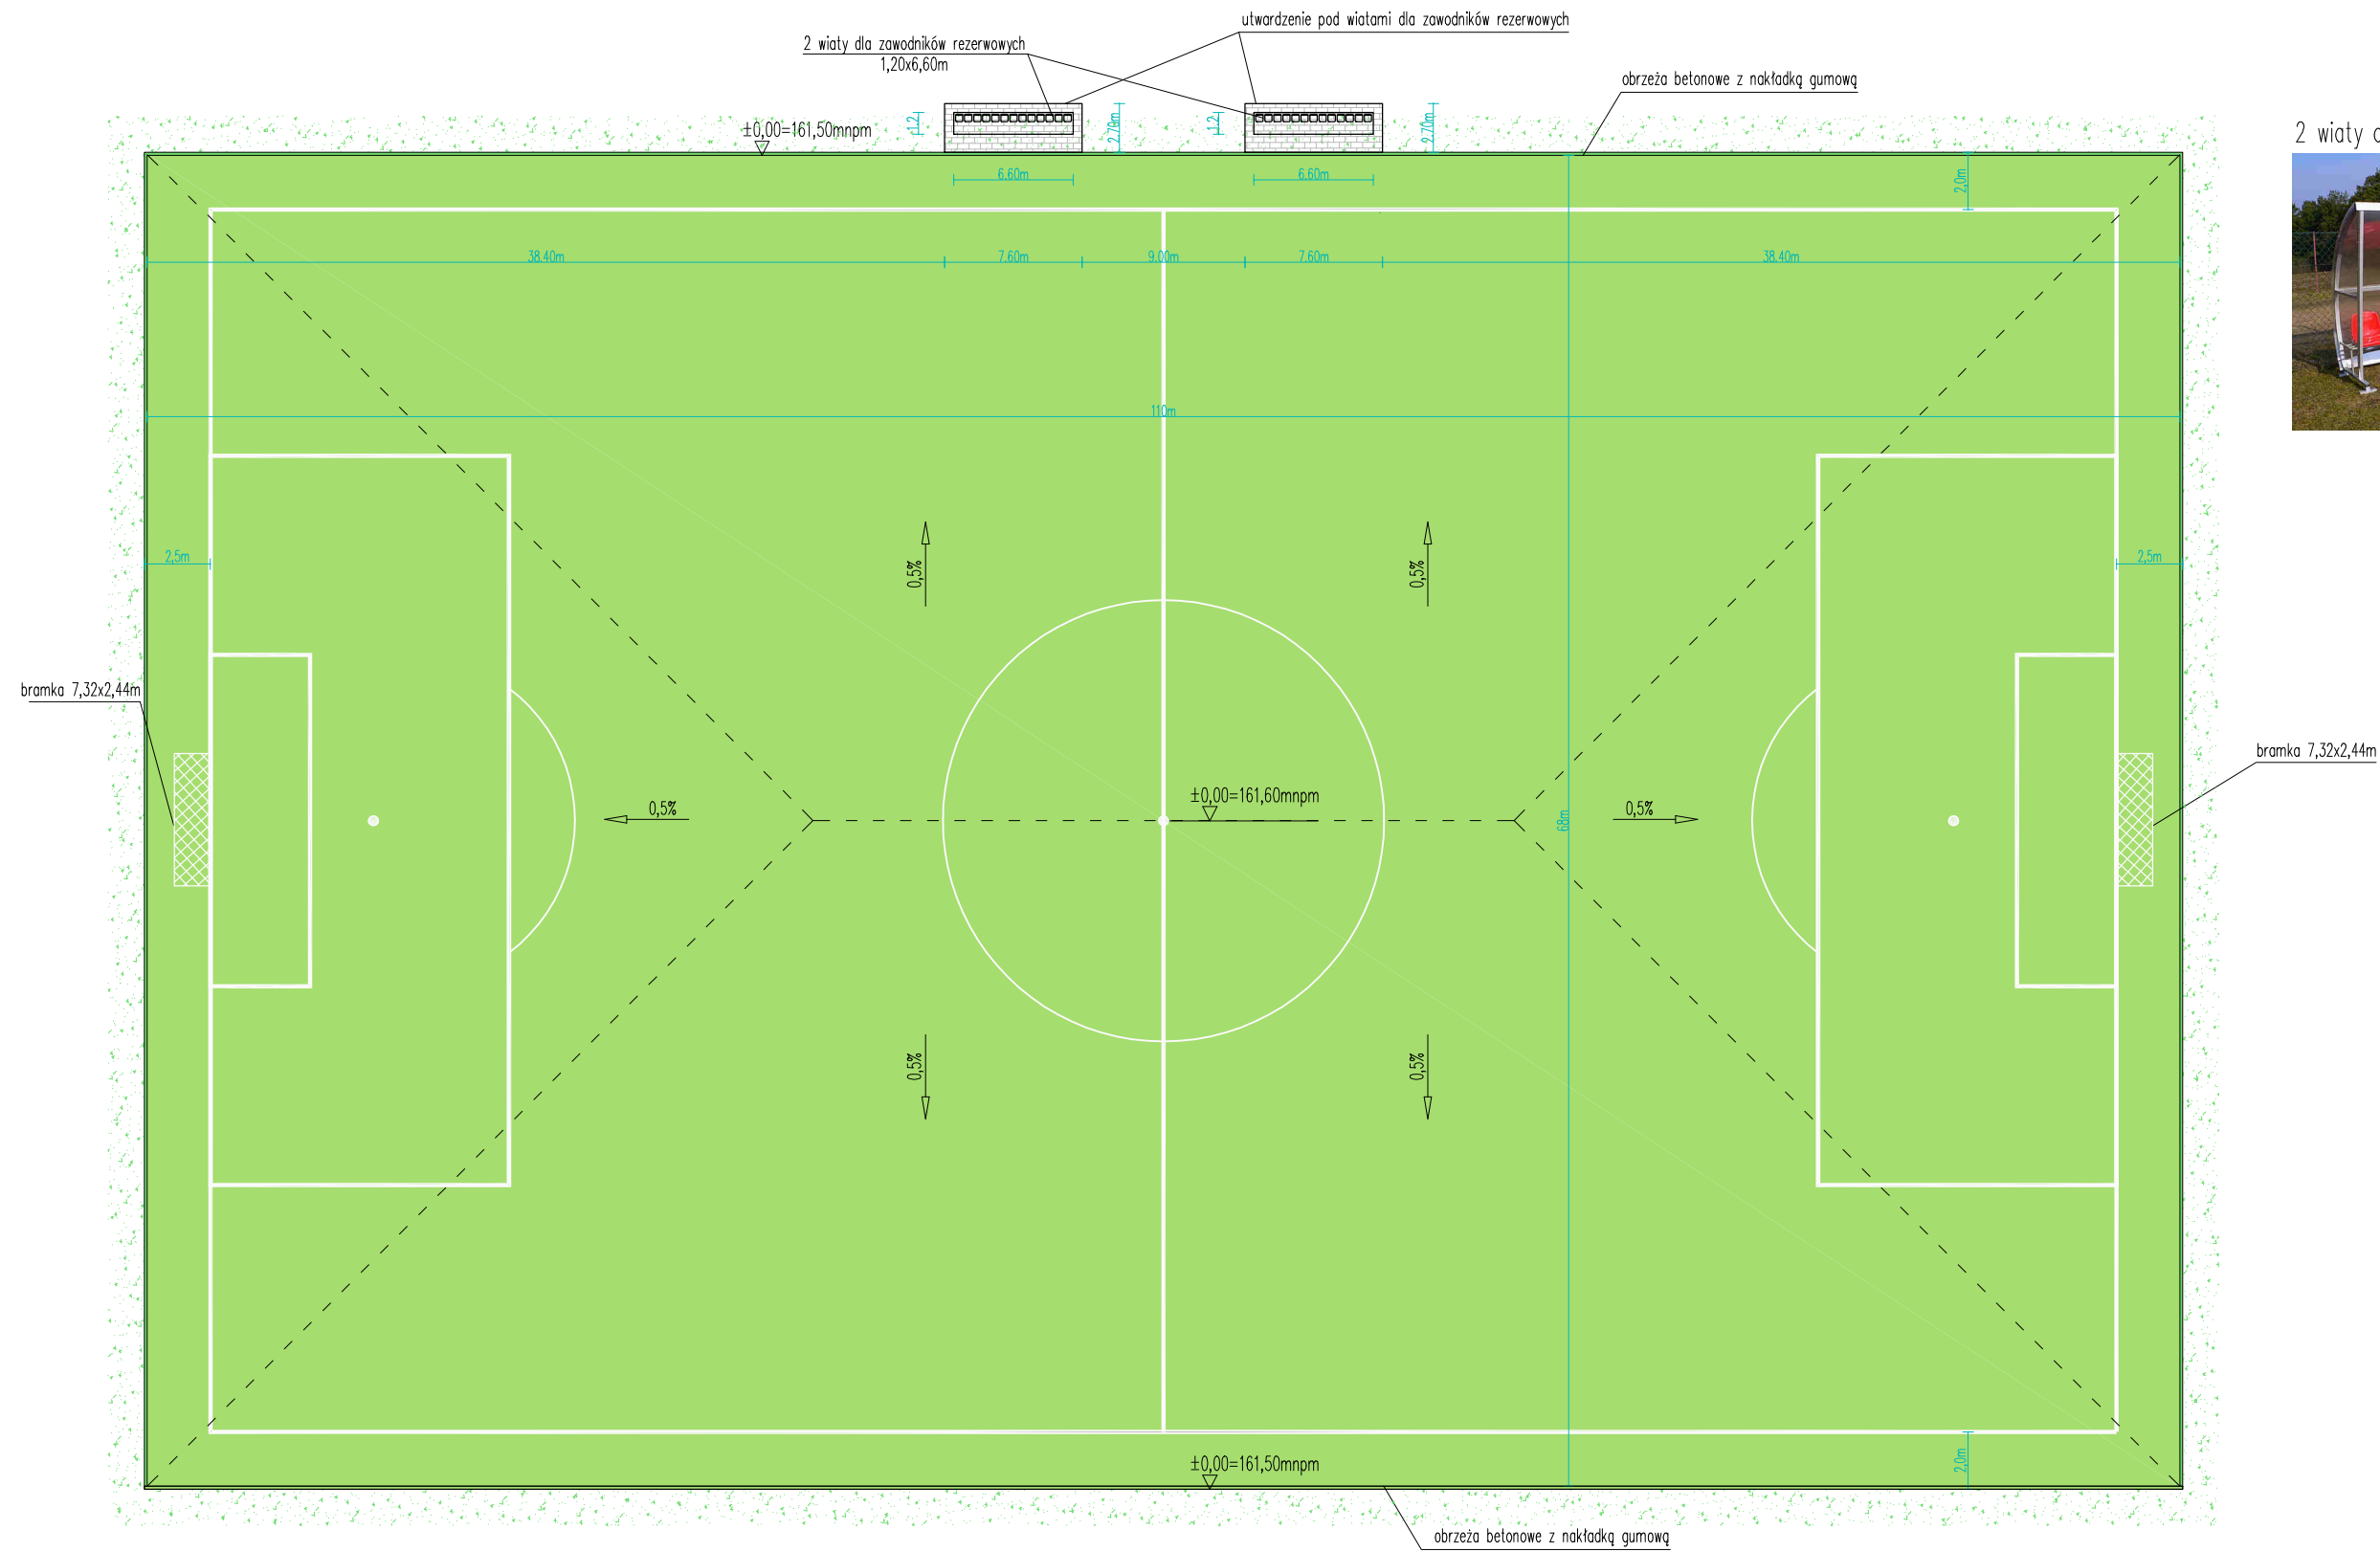 utwardzenie pod wiatami dla zawodników rezerwowych
2 wiaty dla zawodników rezerwowych
1,20x6,60m
obrzeża betonowe z nakładką gumową
±0,00=161,50mnpm
1.2
2.70m
1.2
2.70m
2 wiaty
6.60m
6.60m
2,0m
38.40m
7.60m
9.00m
7.60m
38.40m
110m
2,5m
0,5%
0,5%
2,5m
bramka 7,32x2,44m
bramka 7,32x2,44m
0,5%
±0,00=161,60mnpm
68m
0,5%
0,5%
0,5%
±0,00=161,50mnpm
2,0m
obrzeża betonowe z nakładką gumową